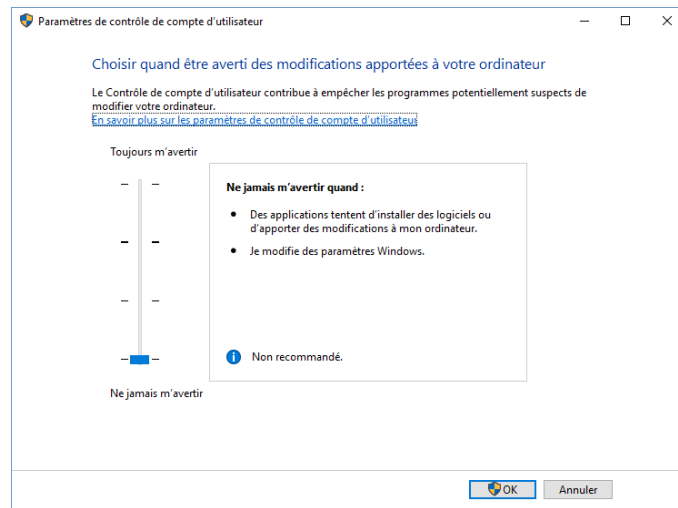 Paramètres de contrôle de compte d'utilisateur
Choisir quand être averti des modifications apportées à votre ordinateur
Le Contrôle de compte d'utilisateur contribue à empêcher les programmes potentiellement suspects de
modifier votre ordinateur.
En savoir plus sur les paramètres de contrôle de compte d'utilisateur
Toujours m'avertir
Ne jamais m'avertir quand :
• Des applications tentent d'installer des logiciels ou
d'apporter des modifications à mon ordinateur.
• Je modifie des paramètres Windows.
Non recommandé.
Ne jamais m'avertir
OK Annuler